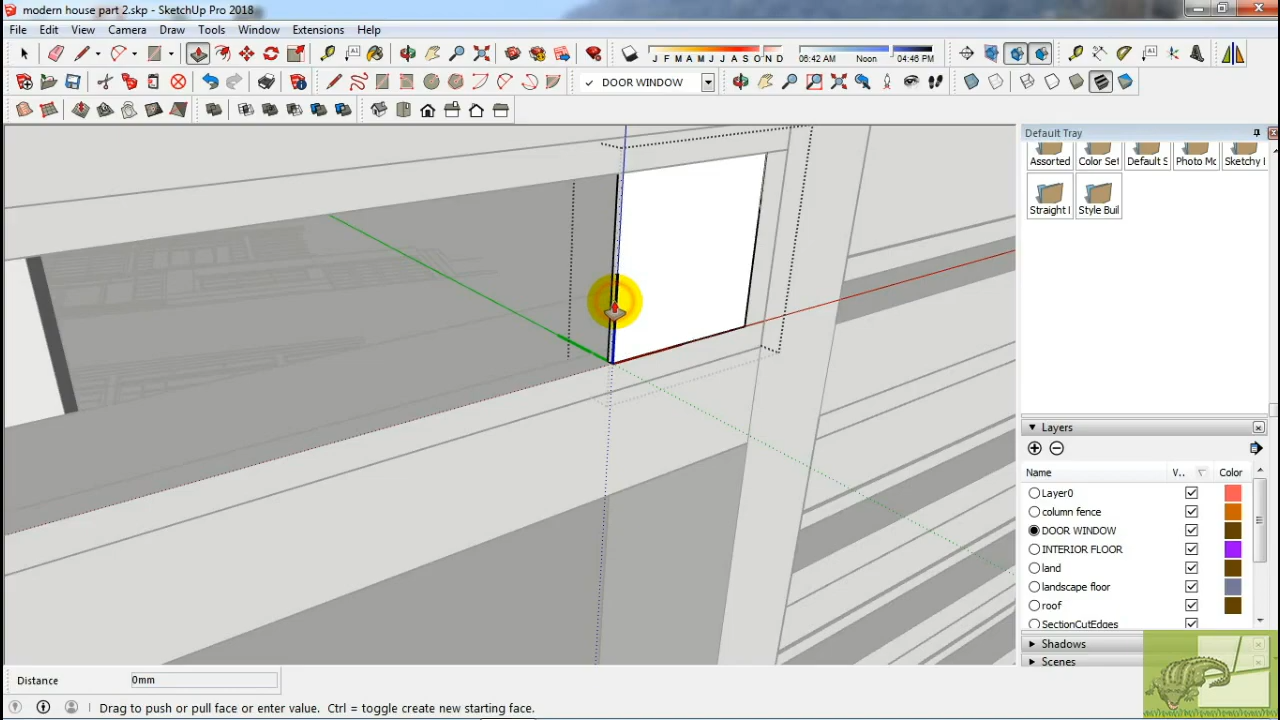 modern house part 2.skp - SketchUp Pro 2018
File Edit View Camera Draw Tools Window Extensions Help
J F M A M J J A S O N D 06:42 AM Noon 04:46 PM
✓ DOOR WINDOW
Default Tray
Assorted Color Set Default S Photo Mo Sketchy I
Straight I Style Buil
Layers
Name V.. Color
Layer0
column fence
DOOR WINDOW
INTERIOR FLOOR
land
landscape floor
roof
SectionCutEdges
Shadows
Scenes
Distance 0mm
Drag to push or pull face or enter value. Ctrl = toggle create new starting face.